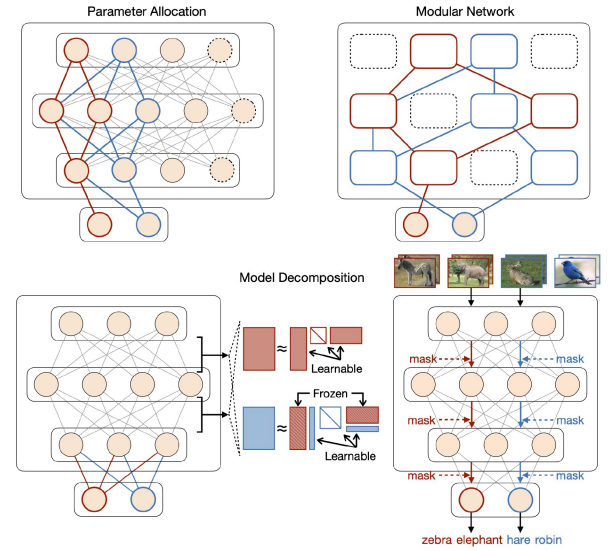 Parameter Allocation
Modular Network
Model Decomposition
≈
Learnable
Frozen
≈
Learnable
mask
mask
mask
mask
mask
mask
zebra elephant hare robin